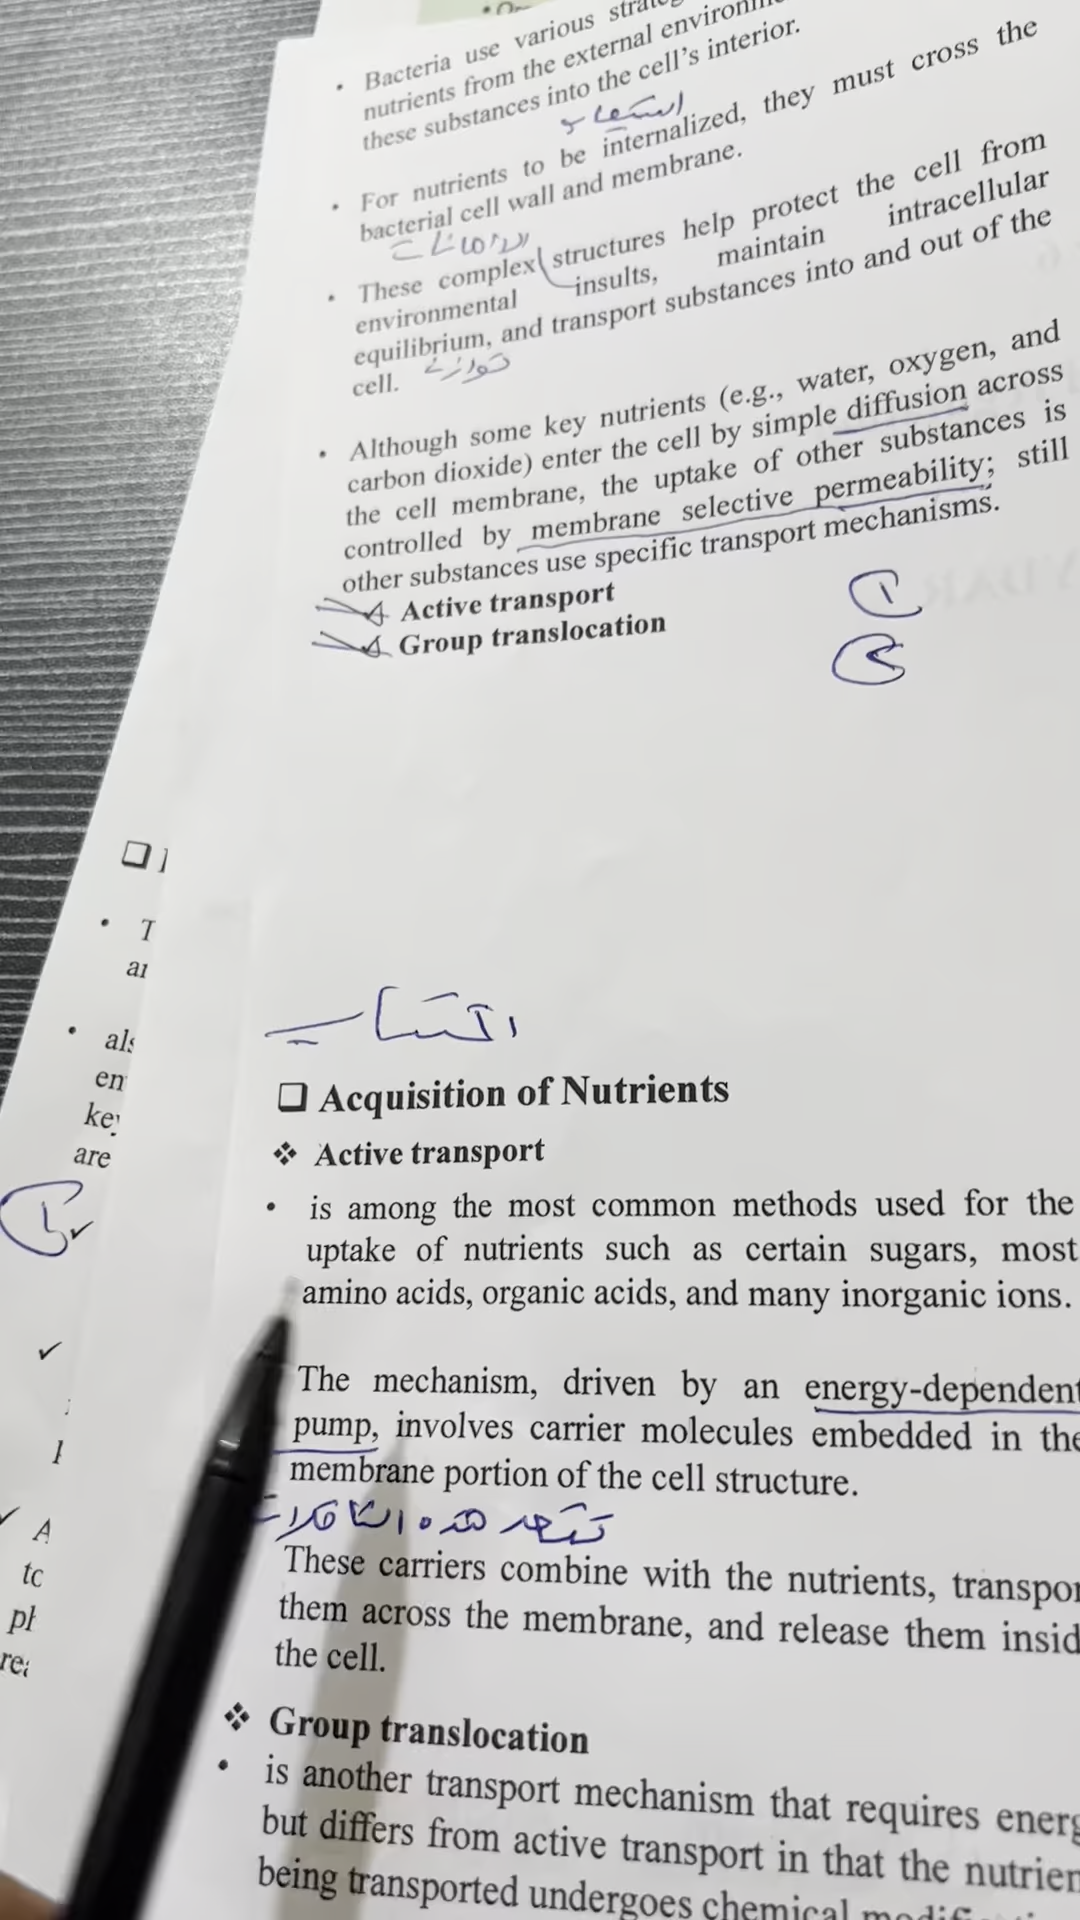 • Bacteria use various
nutrients from the external
these substances into the cell's interior.
• For nutrients to be internalized, they must cross the
bacterial cell wall and membrane.
• These complex structures help protect the cell from
environmental insults, maintain intracellular
equilibrium, and transport substances into and out of the
cell.
توازن
• Although some key nutrients (e.g., water, oxygen, and
carbon dioxide) enter the cell by simple diffusion across
the cell membrane, the uptake of other substances is
controlled by membrane selective permeability; still
other substances use specific transport mechanisms.
Active transport
Group translocation
اكتساب
❑ Acquisition of Nutrients
❖ Active transport
• is among the most common methods used for the
uptake of nutrients such as certain sugars, most
amino acids, organic acids, and many inorganic ions.
The mechanism, driven by an energy-dependent
pump, involves carrier molecules embedded in the
membrane portion of the cell structure.
تتحد هذه الناقلات
These carriers combine with the nutrients,
them across the membrane, and release them
the cell.
❖ Group translocation
• is another transport mechanism that requires
but differs from active transport in that the
being transported undergoes chemical
❑
• T
• als
are
✓
✓ A